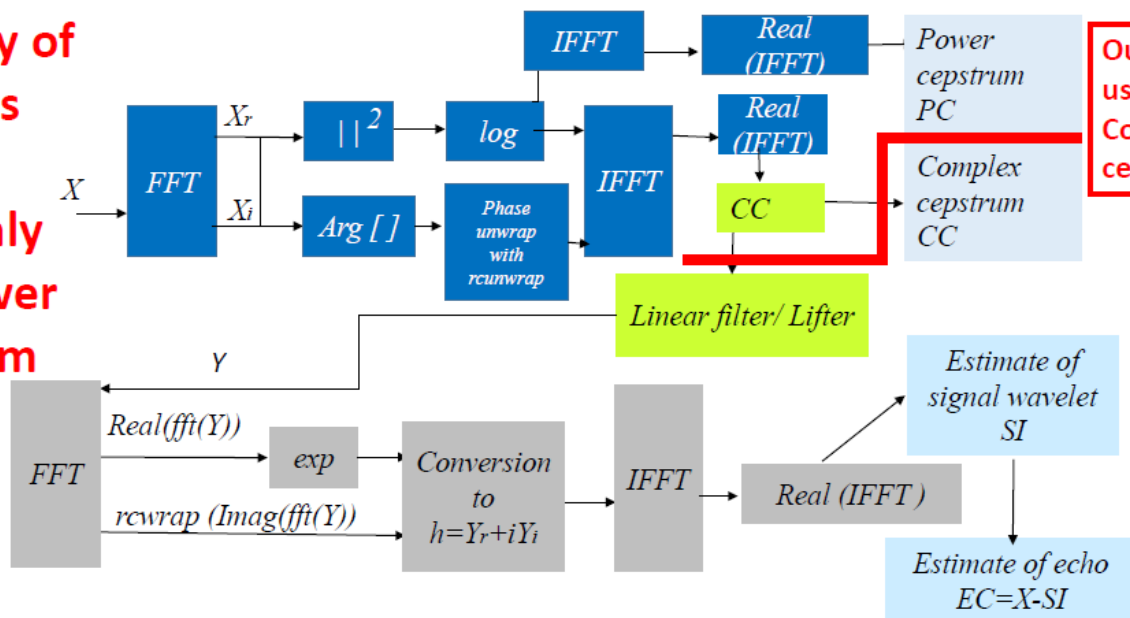 y of
s
ly
ver
m
IFFT
Real
(IFFT)
Power
cepstrum
PC
Ou
us
Co
ce
X
FFT
Xr
Xi
| | 2
log
IFFT
Real
(IFFT)
Arg [ ]
Phase
unwrap
with
rcunwrap
CC
Complex
cepstrum
CC
Linear filter/ Lifter
Y
FFT
Real(fft(Y))
exp
rcwrap (Imag(fft(Y))
Conversion
to
h=Yr+iYi
IFFT
Real (IFFT )
Estimate of
signal wavelet
SI
Estimate of echo
EC=X-SI